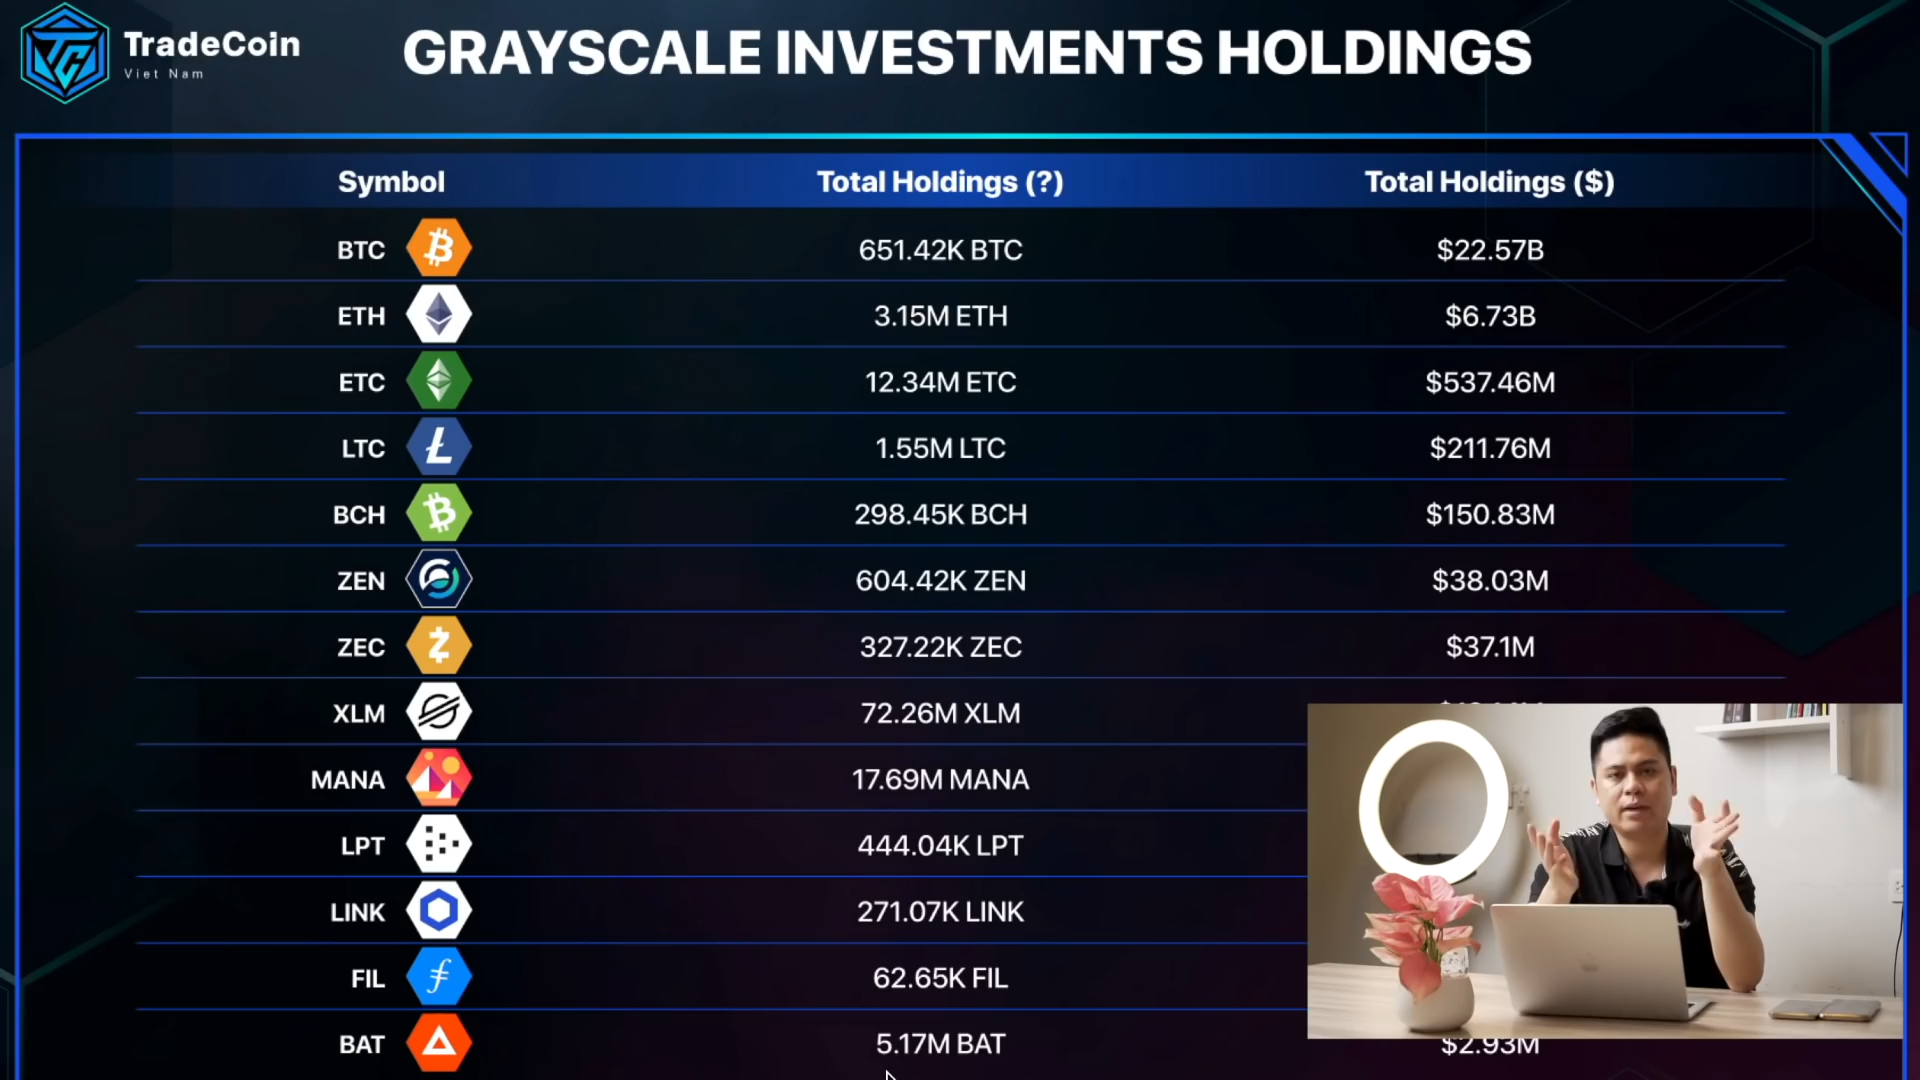 TradeCoin
Viet Nam
GRAYSCALE INVESTMENTS HOLDINGS
Symbol Total Holdings (?) Total Holdings ($)
BTC 651.42K BTC $22.57B
ETH 3.15M ETH $6.73B
ETC 12.34M ETC $537.46M
LTC 1.55M LTC $211.76M
BCH 298.45K BCH $150.83M
ZEN 604.42K ZEN $38.03M
ZEC 327.22K ZEC $37.1M
XLM 72.26M XLM
MANA 17.69M MANA
LPT 444.04K LPT
LINK 271.07K LINK
FIL 62.65K FIL
BAT 5.17M BAT $2.93M